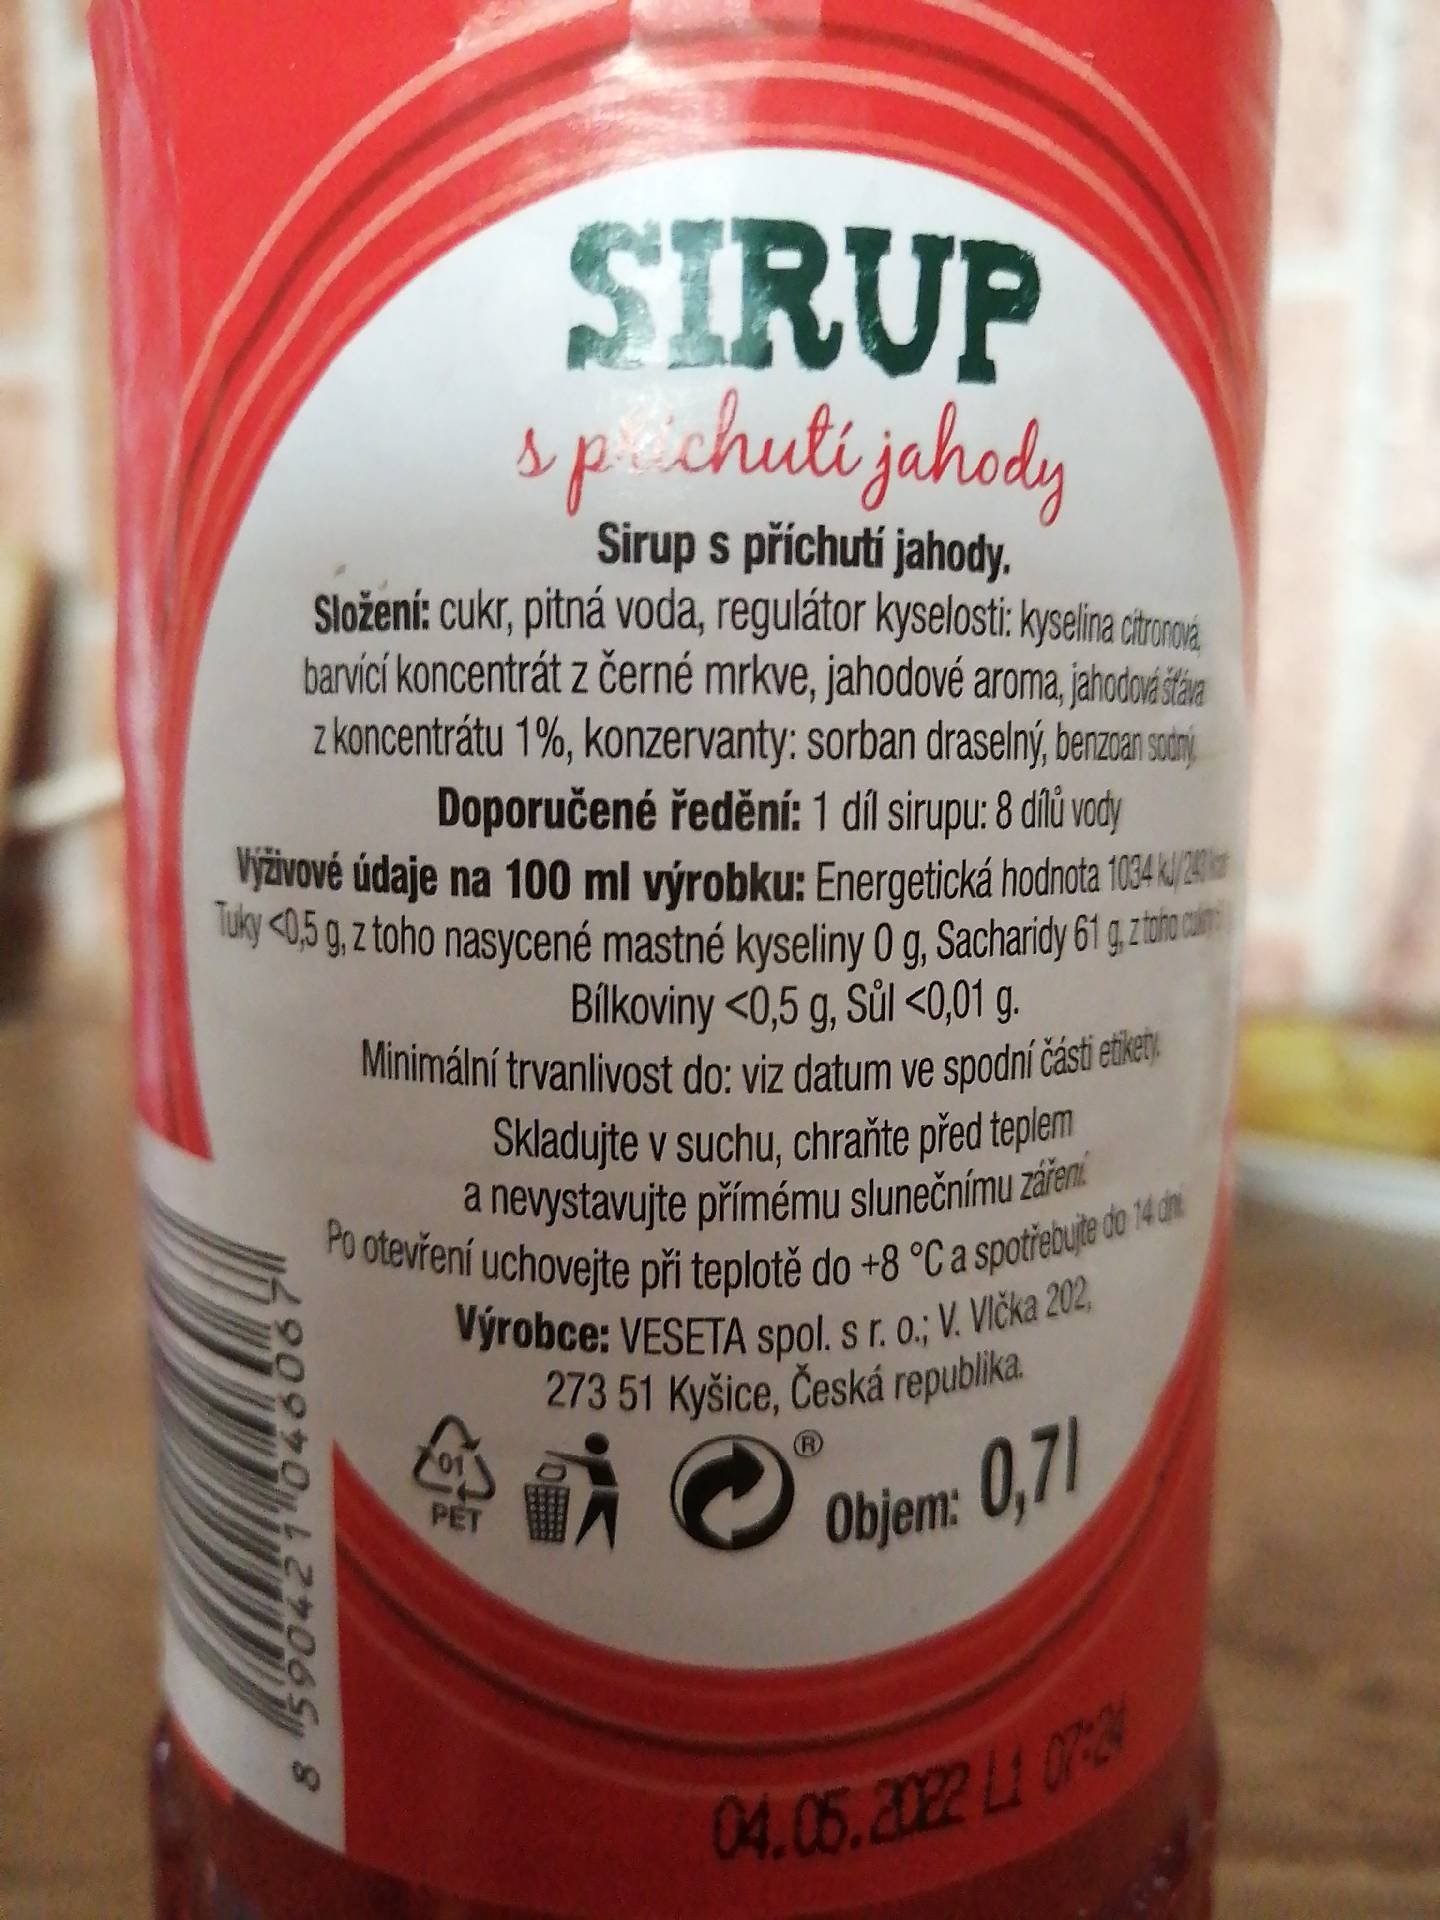 SIRUP
s příchutí jahody
Sirup s příchutí jahody.
Složení: cukr, pitná voda, regulátor kyselosti: kyselina citronová,
barvící koncentrát z černé mrkve, jahodové aroma, jahodová šťáva
z koncentrátu 1%, konzervanty: sorban draselný, benzoan sodný.
Doporučené ředění: 1 díl sirupu: 8 dílů vody
Výživové údaje na 100 ml výrobku: Energetická hodnota 1034 kJ/
Tuky <0,5 g, z toho nasycené mastné kyseliny 0 g, Sacharidy 61 g, z toho cukry
Bílkoviny <0,5 g, Sůl <0,01 g.
Minimální trvanlivost do: viz datum ve spodní části etikety.
Skladujte v suchu, chraňte před teplem
a nevystavujte přímému slunečnímu záření.
Po otevření uchovejte při teplotě do +8 °C a spotřebujte do 14 dní.
Výrobce: VESETA spol. s r. o.; V. Vlčka 202,
273 51 Kyšice, Česká republika.
01
PET
®
Objem: 0,7l
8 590421 046067
04.05.2022 L1 07:24